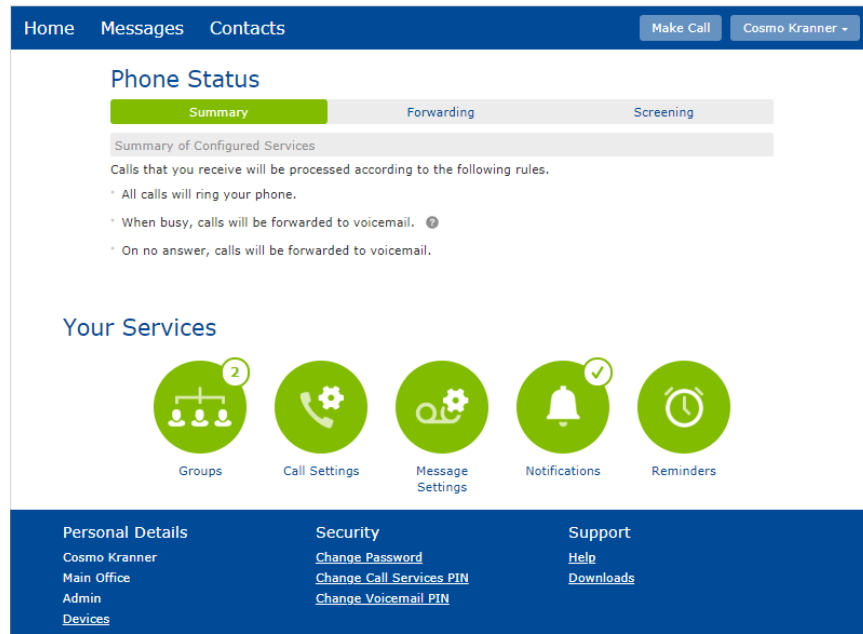 Home Messages Contacts Make Call Cosmo Kranner
Phone Status
Summary Forwarding Screening
Summary of Configured Services
Calls that you receive will be processed according to the following rules.
All calls will ring your phone.
When busy, calls will be forwarded to voicemail. ?
On no answer, calls will be forwarded to voicemail.
Your Services
2
Groups Call Settings Message Settings Notifications Reminders
Personal Details Security Support
Cosmo Kranner Change Password Help
Main Office Change Call Services PIN Downloads
Admin Change Voicemail PIN
Devices